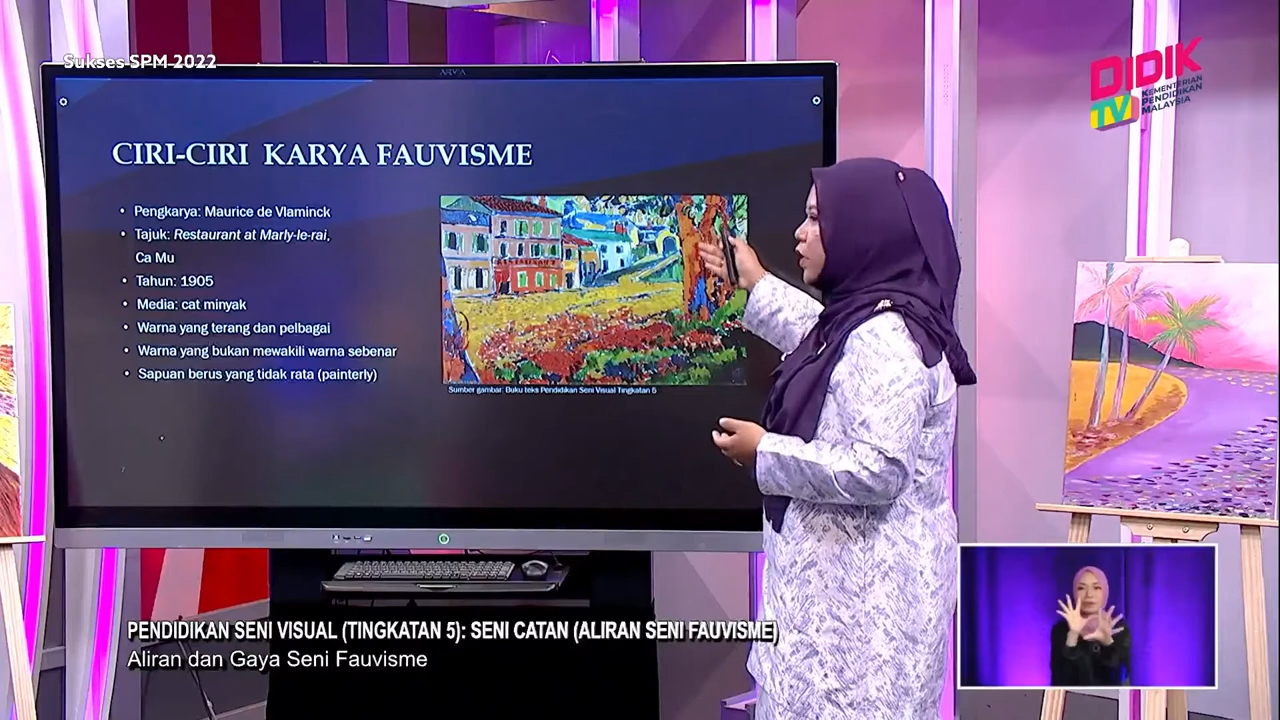 Sukses SPM 2022
DIDIK
TV
KEMENTERIAN
PENDIDIKAN
MALAYSIA
CIRI-CIRI KARYA FAUVISME
• Pengkarya: Maurice de Vlaminck
• Tajuk: Restaurant at Marly-le-rai,
Ca Mu
• Tahun: 1905
• Media: cat minyak
• Warna yang terang dan pelbagai
• Warna yang bukan mewakili warna sebenar
• Sapuan berus yang tidak rata (painterly)
Sumber gambar: Buku teks Pendidikan Seni Visual Tingkatan 5
PENDIDIKAN SENI VISUAL (TINGKATAN 5): SENI CATAN (ALIRAN SENI FAUVISME)
Aliran dan Gaya Seni Fauvisme